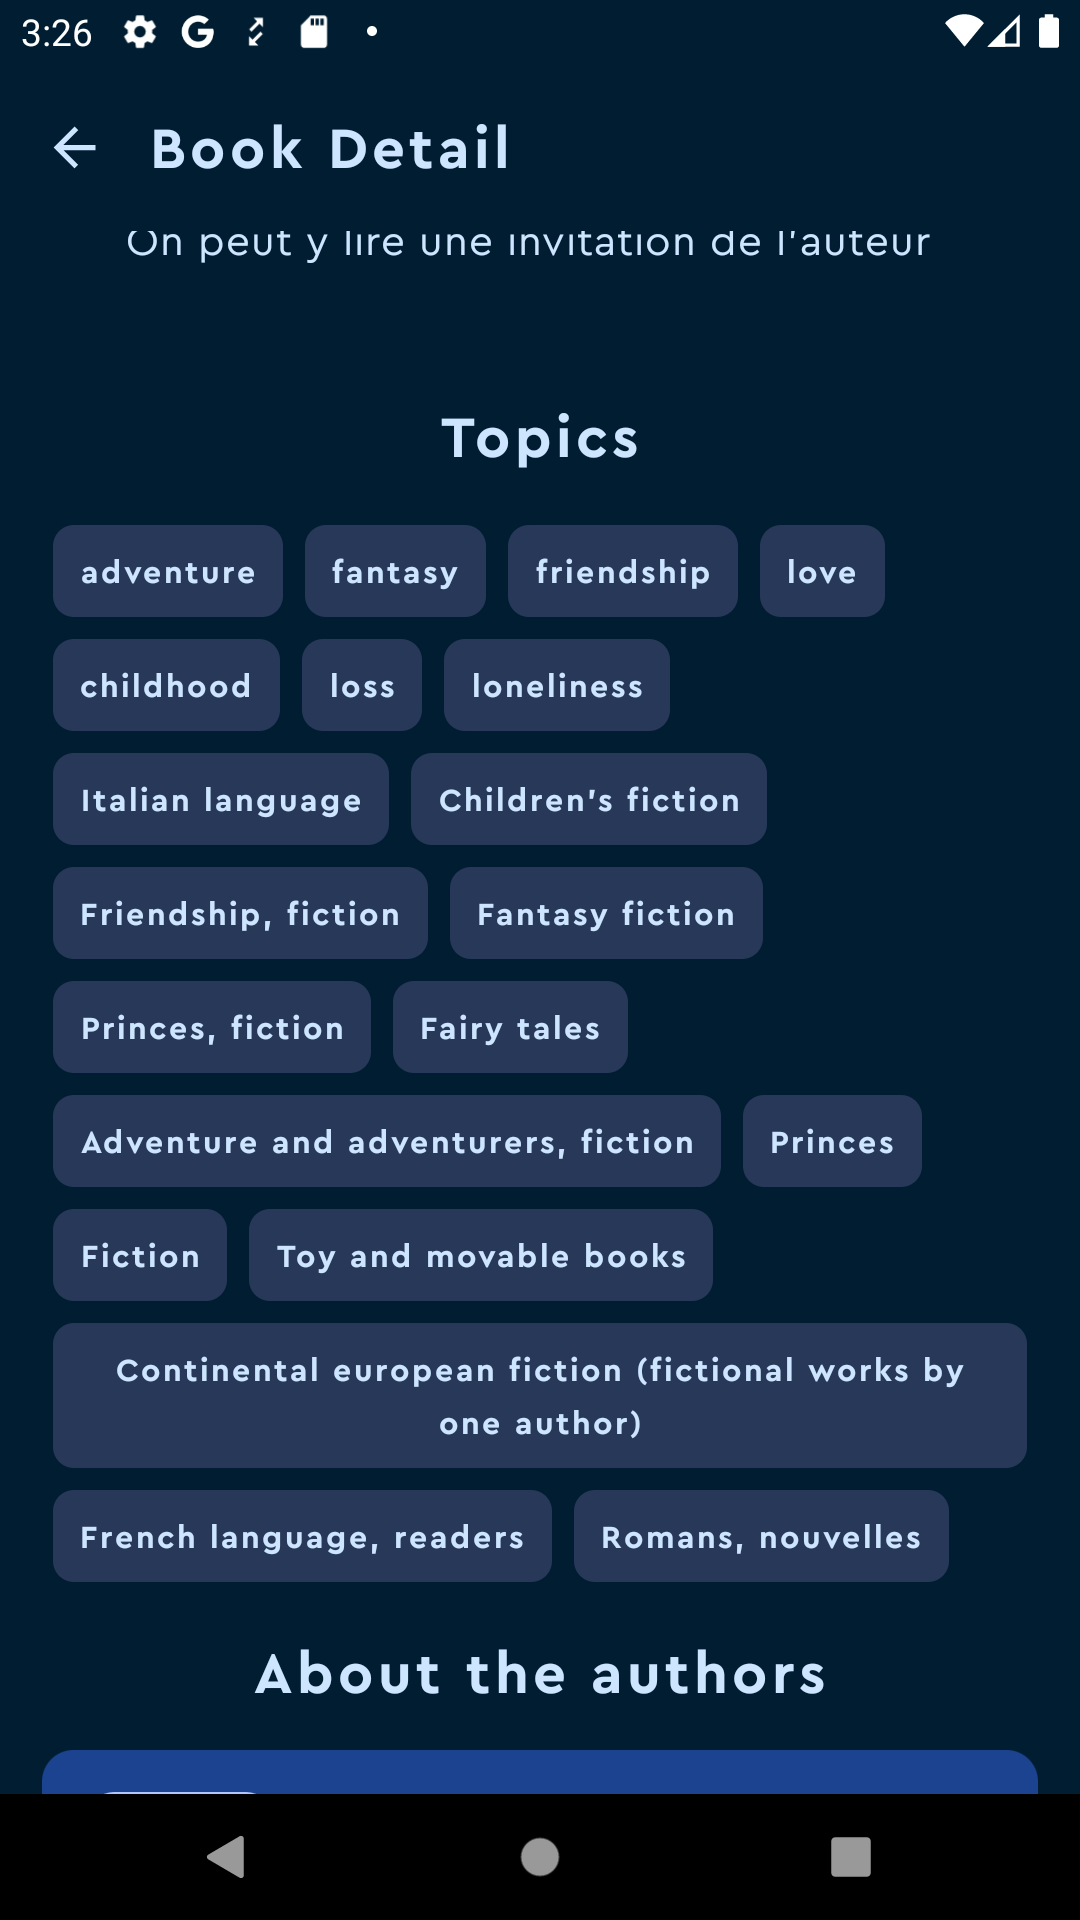 3:26
Book Detail
On peut y lire une invitation de l'auteur
Topics
adventure fantasy friendship love
childhood loss loneliness
Italian language Children's fiction
Friendship, fiction Fantasy fiction
Princes, fiction Fairy tales
Adventure and adventurers, fiction Princes
Fiction Toy and movable books
Continental european fiction (fictional works by
one author)
French language, readers Romans, nouvelles
About the authors